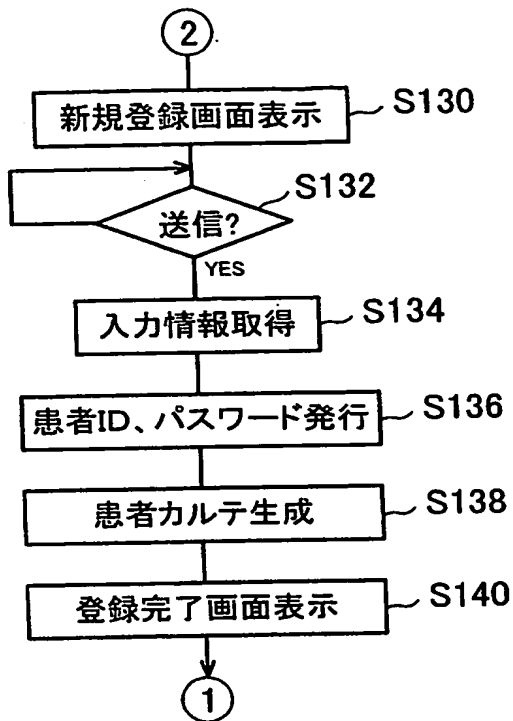 2
新規登録画面表示 S130
送信? S132
YES
入力情報取得 S134
患者ID、パスワード発行 S136
患者カルテ生成 S138
登録完了画面表示 S140
1